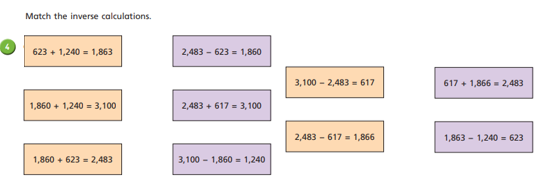 Match the inverse calculations.
4
623 + 1,240 = 1,863
2,483 − 623 = 1,860
3,100 − 2,483 = 617
617 + 1,866 = 2,483
1,860 + 1,240 = 3,100
2,483 + 617 = 3,100
2,483 − 617 = 1,866
1,863 − 1,240 = 623
1,860 + 623 = 2,483
3,100 − 1,860 = 1,240